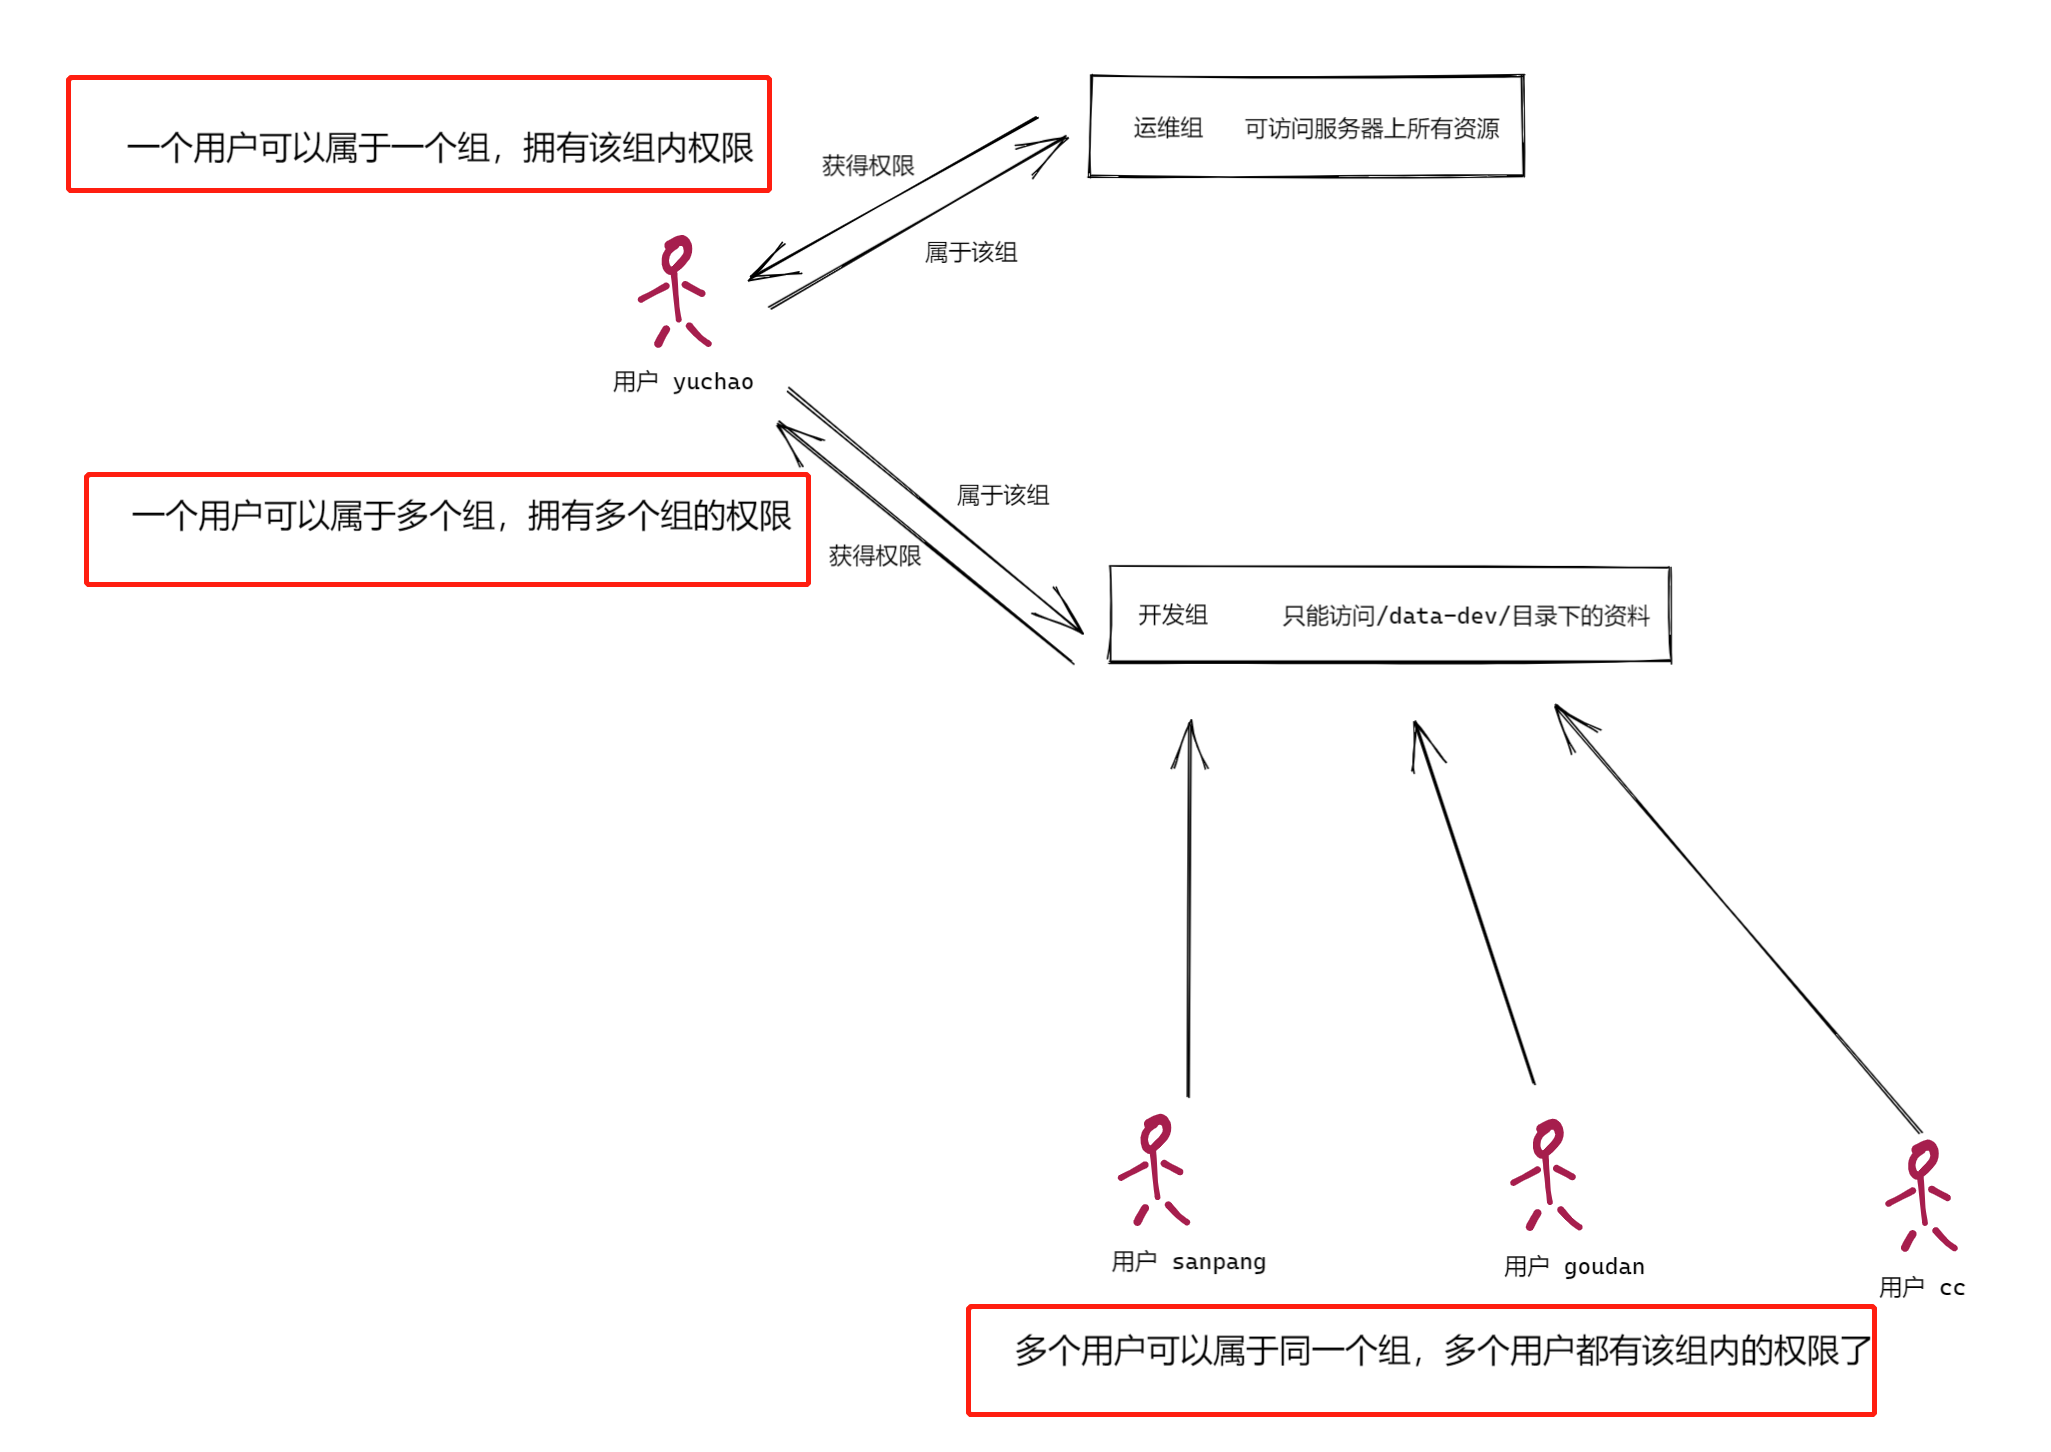 一个用户可以属于一个组，拥有该组内权限
运维组 可访问服务器上所有资源
获得权限
属于该组
用户 yuchao
一个用户可以属于多个组，拥有多个组的权限
属于该组
获得权限
开发组 只能访问/data-dev/目录下的资料
用户 sanpang
用户 goudan
用户 cc
多个用户可以属于同一个组，多个用户都有该组内的权限了